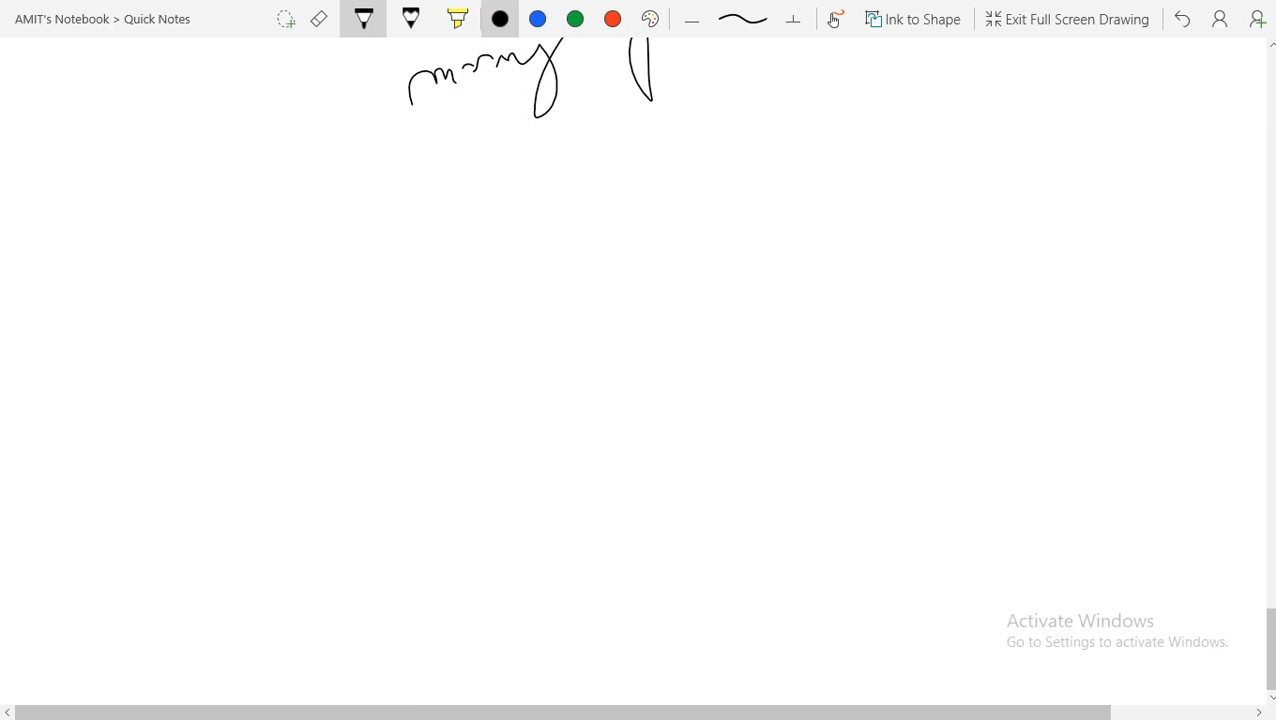 AMIT's Notebook > Quick Notes
Ink to Shape
Exit Full Screen Drawing
many
Activate Windows
Go to Settings to activate Windows.